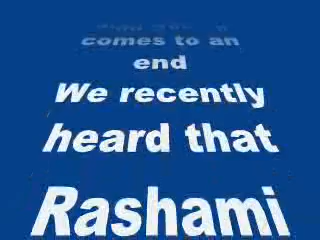 comes to an
end
We recently
heard that
Rashami